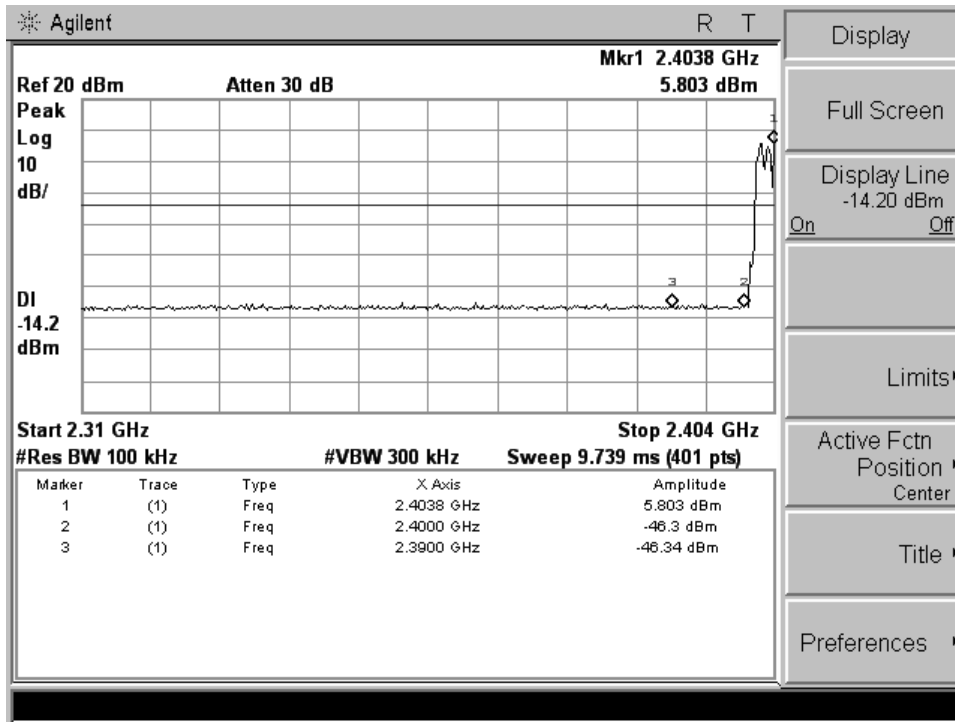 Agilent R T
Mkr1 2.4038 GHz
Ref 20 dBm Atten 30 dB 5.803 dBm
Peak
Log
10
dB/
1
3 2
DI
-14.2
dBm
Start 2.31 GHz Stop 2.404 GHz
#Res BW 100 kHz #VBW 300 kHz Sweep 9.739 ms (401 pts)
Marker Trace Type X Axis Amplitude
1 (1) Freq 2.4038 GHz 5.803 dBm
2 (1) Freq 2.4000 GHz -46.3 dBm
3 (1) Freq 2.3900 GHz -46.34 dBm
Display
Full Screen
Display Line
-14.20 dBm
On Off
Limits
Active Fctn
Position
Center
Title
Preferences